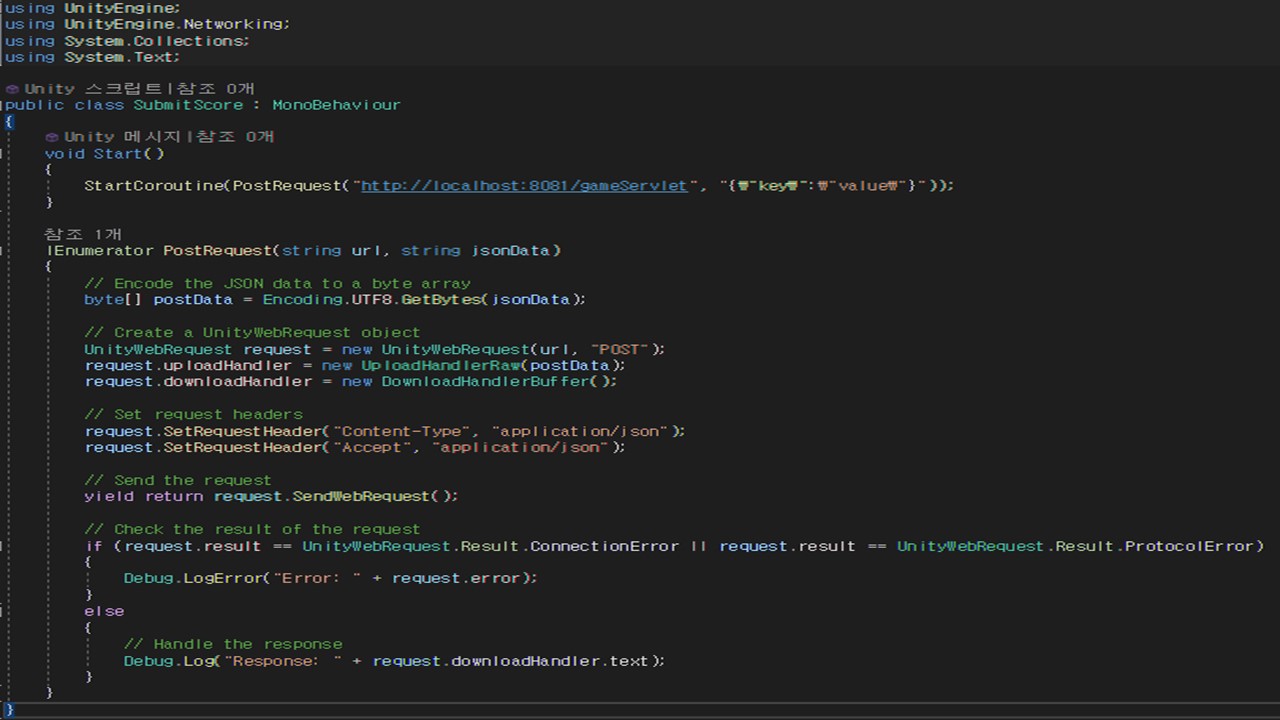 using UnityEngine;
using UnityEngine.Networking;
using System.Collections;
using System.Text;
Unity 스크립트|참조 0개
public class SubmitScore : MonoBehaviour
{
Unity 메시지|참조 0개
void Start()
{
StartCoroutine(PostRequest("http://localhost:8081/gameServlet", "{₩"key₩":₩"value₩"}"));
}
참조 1개
IEnumerator PostRequest(string url, string jsonData)
{
// Encode the JSON data to a byte array
byte[] postData = Encoding.UTF8.GetBytes(jsonData);
// Create a UnityWebRequest object
UnityWebRequest request = new UnityWebRequest(url, "POST");
request.uploadHandler = new UploadHandlerRaw(postData);
request.downloadHandler = new DownloadHandlerBuffer();
// Set request headers
request.SetRequestHeader("Content-Type", "application/json");
request.SetRequestHeader("Accept", "application/json");
// Send the request
yield return request.SendWebRequest();
// Check the result of the request
if (request.result == UnityWebRequest.Result.ConnectionError || request.result == UnityWebRequest.Result.ProtocolError)
{
Debug.LogError("Error: " + request.error);
}
else
{
// Handle the response
Debug.Log("Response: " + request.downloadHandler.text);
}
}
}